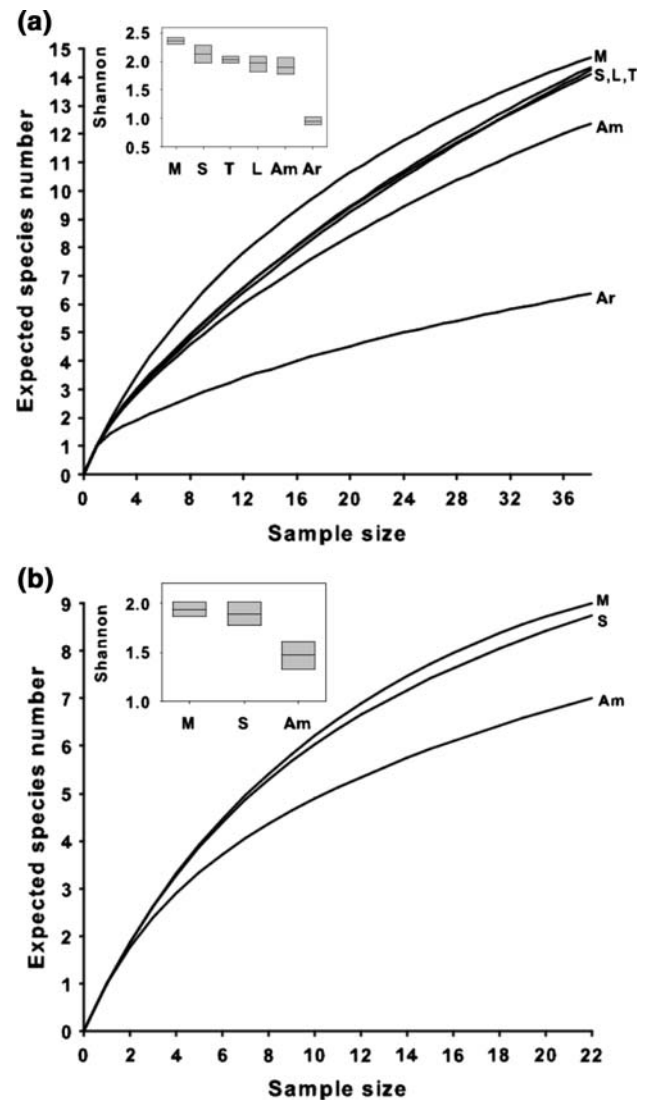 (a)
Shannon
2.5
2.0
1.5
1.0
0.5
M S T L Am Ar
Expected species number
15
14
13
12
11
10
9
8
7
6
5
4
3
2
1
0
M
S,L,T
Am
Ar
0 4 8 12 16 20 24 28 32 36
Sample size
(b)
Shannon
2.0
1.5
1.0
M S Am
Expected species number
9
8
7
6
5
4
3
2
1
0
M
S
Am
0 2 4 6 8 10 12 14 16 18 20 22
Sample size